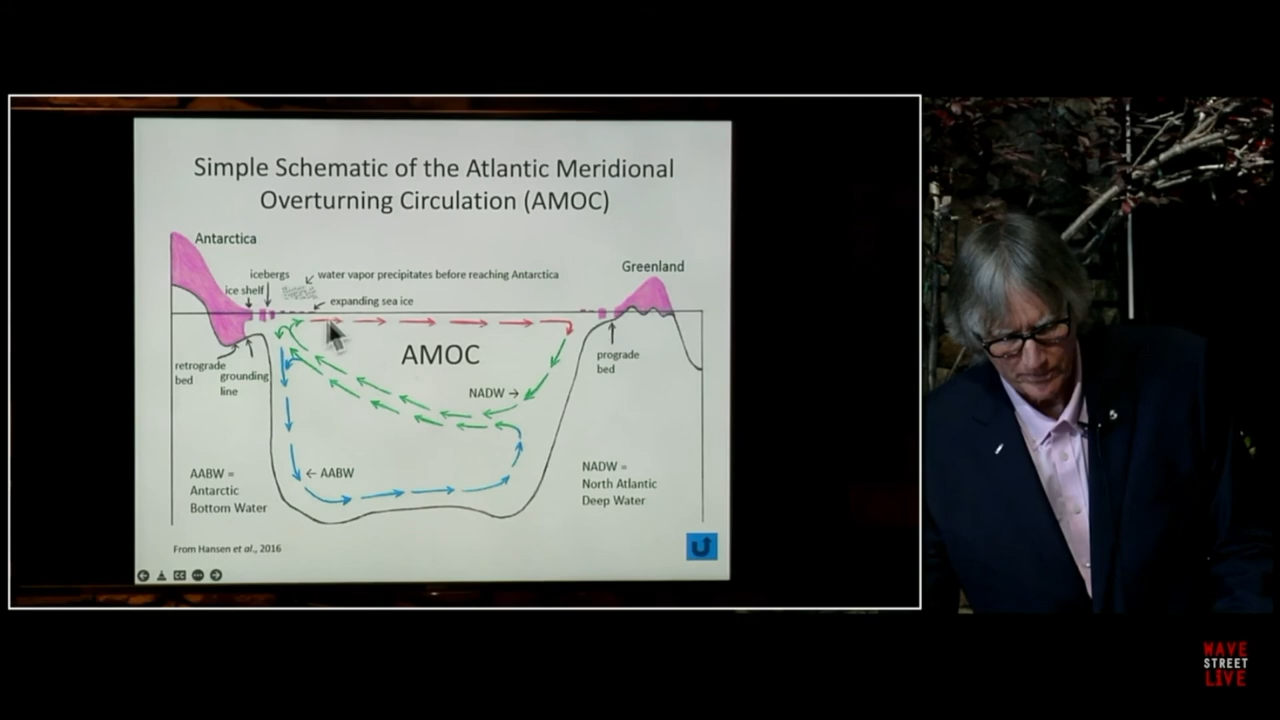 Simple Schematic of the Atlantic Meridional
Overturning Circulation (AMOC)
Antarctica
icebergs
water vapor precipitates before reaching Antarctica
Greenland
ice shelf
expanding sea ice
AMOC
retrograde
bed
grounding
line
prograde
bed
NADW →
← AABW
AABW =
Antarctic
Bottom Water
NADW =
North Atlantic
Deep Water
From Hansen et al., 2016
CC
WAVE
STREET
LIVE